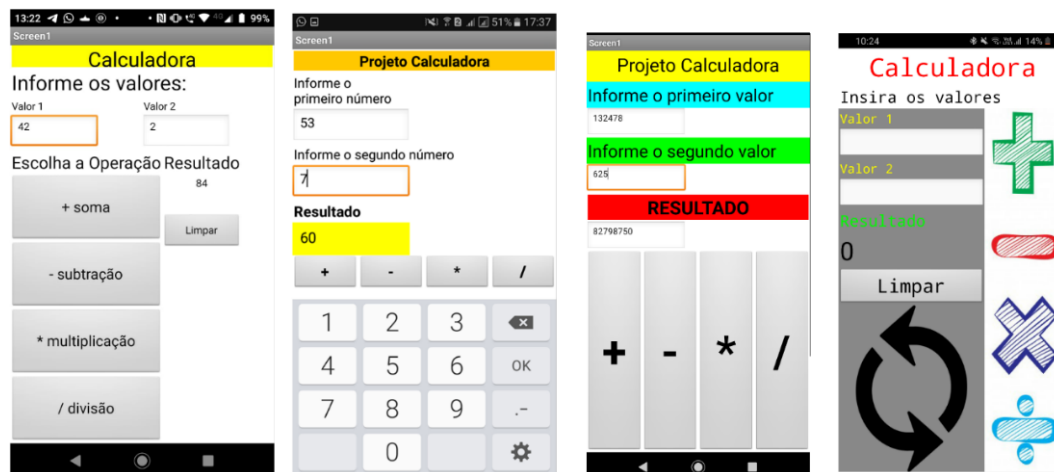 13:22
99%
Screen1
Calculadora
Informe os valores:
Valor 1 Valor 2
42 2
Escolha a Operação Resultado
84
+ soma
Limpar
- subtração
* multiplicação
/ divisão
51% 17:37
Screen1
Projeto Calculadora
Informe o
primeiro número
53
Informe o segundo número
7
Resultado
60
+ - * /
1 2 3
4 5 6 OK
7 8 9 .-
0
Screen1
Projeto Calculadora
Informe o primeiro valor
132478
Informe o segundo valor
625
RESULTADO
82798750
+ - * /
10:24 14%
Calculadora
Insira os valores
Valor 1
Valor 2
Resultado
0
Limpar